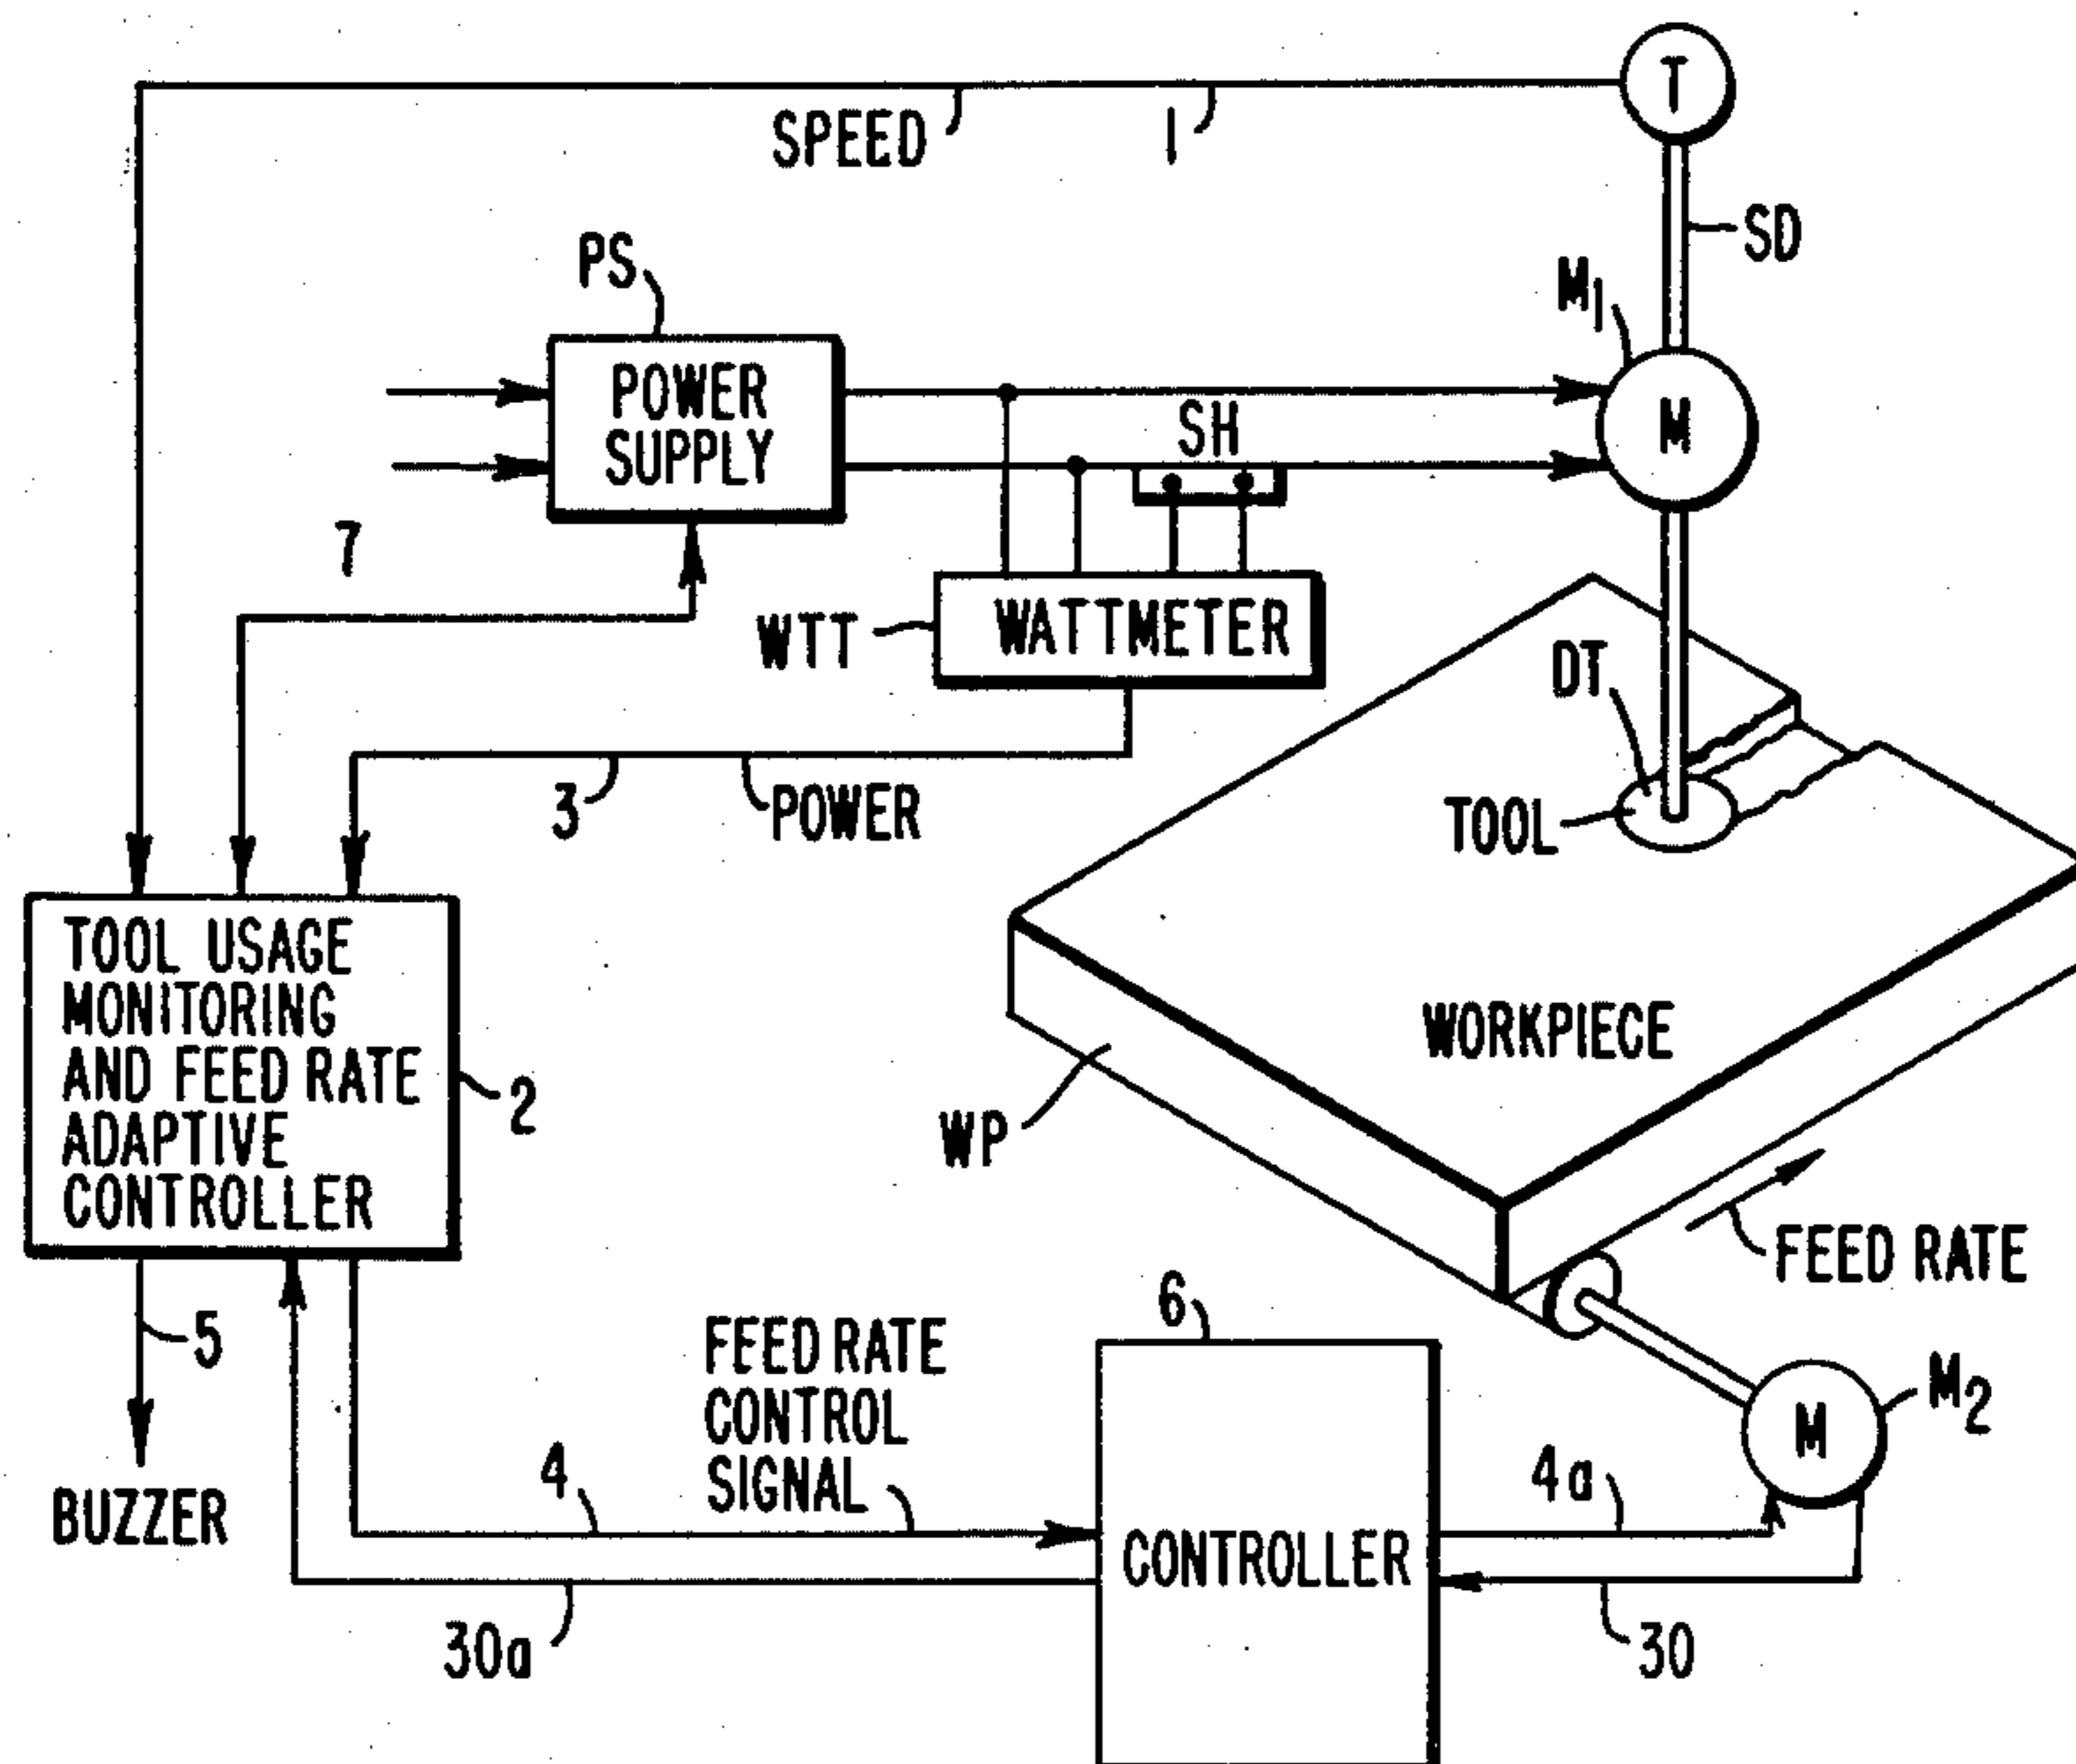 T
SPEED
1
SD
PS
M1
POWER
SUPPLY
SH
M
7
WTT
WATTMETER
DT
3
POWER
TOOL
TOOL USAGE
MONITORING
AND FEED RATE
ADAPTIVE
CONTROLLER
2
WORKPIECE
WP
FEED RATE
5
6
FEED RATE
CONTROL
SIGNAL
M2
M
BUZZER
4
4a
CONTROLLER
30a
30